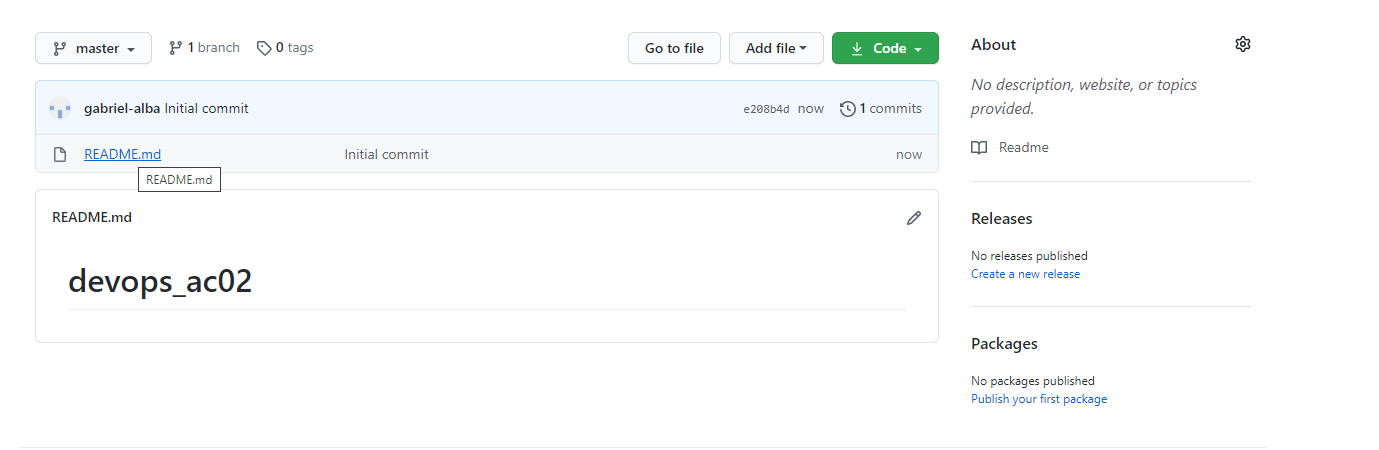 master
1 branch
0 tags
Go to file
Add file
Code
gabriel-alba Initial commit
e208b4d now
1 commits
README.md
Initial commit
now
README.md
README.md
devops_ac02
About
No description, website, or topics
provided.
Readme
Releases
No releases published
Create a new release
Packages
No packages published
Publish your first package